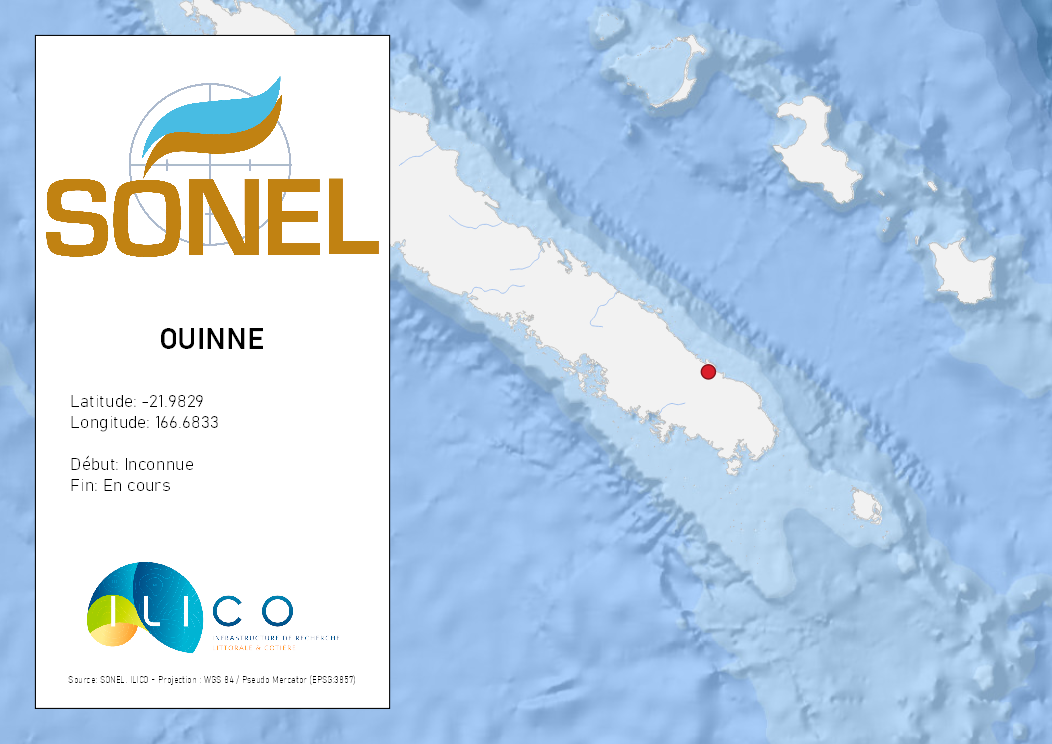 SONEL
OUINNE
Latitude: -21.9829
Longitude: 166.6833
Début: Inconnue
Fin: En cours
ILICO
INFRASTRUCTURE DE RECHERCHE
LITTORALE & CÔTIÈRE
Source: SONEL, ILICO - Projection : WGS 84 / Pseudo Mercator (EPSG:3857)